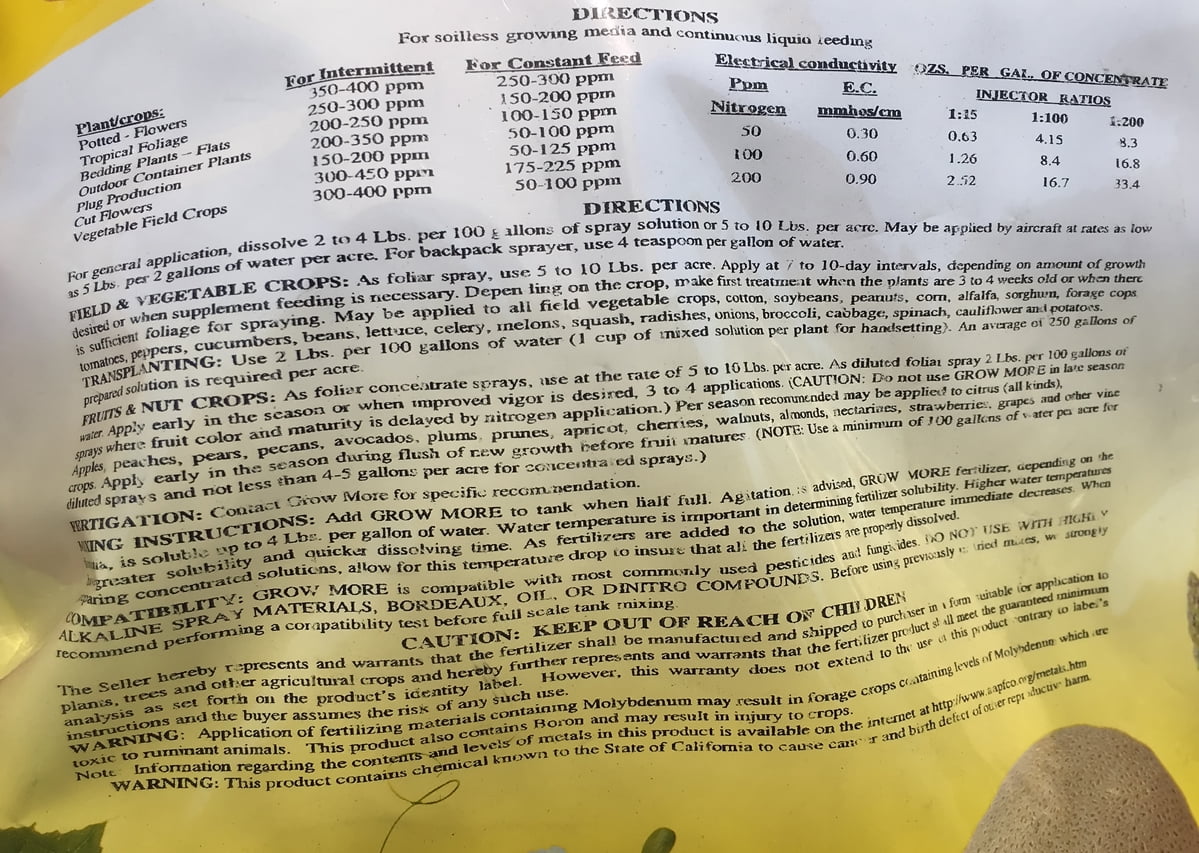 DIRECTIONS
For soilless growing media and continuous liquid feeding
Plant/crops: For Intermittent For Constant Feed
Potted - Flowers 350-400 ppm 250-300 ppm
Tropical Foliage 250-300 ppm 150-200 ppm
Bedding Plants - Flats 200-250 ppm 100-150 ppm
Outdoor Container Plants 200-350 ppm 50-100 ppm
Plug Production 150-200 ppm 50-125 ppm
Cut Flowers 300-450 ppm 175-225 ppm
Vegetable Field Crops 300-400 ppm 50-100 ppm
Electrical conductivity OZS. PER GAL. OF CONCENTRATE
Ppm E.C. INJECTOR RATIOS
Nitrogen mmhos/cm 1:15 1:100 1:200
50 0.30 0.63 4.15 8.3
100 0.60 1.26 8.4 16.8
200 0.90 2.52 16.7 33.4
DIRECTIONS
For general application, dissolve 2 to 4 Lbs. per 100 gallons of spray solution or 5 to 10 Lbs. per acre. May be applied by aircraft at rates as low
as 5 Lbs. per 2 gallons of water per acre. For backpack sprayer, use 4 teaspoon per gallon of water.
FIELD & VEGETABLE CROPS: As foliar spray, use 5 to 10 Lbs. per acre. Apply at 7 to 10-day intervals, depending on amount of growth
desired or when supplement feeding is necessary. Depending on the crop, make first treatment when the plants are 3 to 4 weeks old or when there
is sufficient foliage for spraying. May be applied to all field vegetable crops, cotton, soybeans, peanuts, corn, alfalfa, sorghum, forage cops
tomatoes, peppers, cucumbers, beans, lettuce, celery, melons, squash, radishes, onions, broccoli, cabbage, spinach, cauliflower and potatoes.
TRANSPLANTING: Use 2 Lbs. per 100 gallons of water (1 cup of mixed solution per plant for handsetting). An average of 250 gallons of
prepared solution is required per acre.
FRUITS & NUT CROPS: As foliar concentrate sprays, use at the rate of 5 to 10 Lbs. per acre. As diluted foliar spray 2 Lbs. per 100 gallons of
water. Apply early in the season or when improved vigor is desired, 3 to 4 applications. (CAUTION: Do not use GROW MORE in late season
sprays where fruit color and maturity is delayed by nitrogen application.) Per season recommended may be applied to citrus (all kinds),
Apples, peaches, pears, pecans, avocados, plums, prunes, apricot, cherries, walnuts, almonds, nectarines, strawberries, grapes and other vine
crops. Apply early in the season during flush of new growth before fruit matures (NOTE: Use a minimum of 100 gallons of water per acre for
diluted sprays and not less than 4-5 gallons per acre for concentrated sprays.)
FERTIGATION: Contact Grow More for specific recommendation.
MIXING INSTRUCTIONS: Add GROW MORE to tank when half full. Agitation is advised, GROW MORE fertilizer, depending on the
is soluble up to 4 Lbs. per gallon of water. Water temperature is important in determining fertilizer solubility. Higher water temperatures
greater solubility and quicker dissolving time. As fertilizers are added to the solution, water temperature immediate decreases. When
preparing concentrated solutions, allow for this temperature drop to insure that all the fertilizers are properly dissolved.
COMPATIBILITY: GROW MORE is compatible with most commonly used pesticides and fungicides. DO NOT USE WITH HIGHLY
ALKALINE SPRAY MATERIALS, BORDEAUX, OIL, OR DINITRO COMPOUNDS. Before using previously untried mixes, we strongly
recommend performing a compatibility test before full scale tank mixing.
CAUTION: KEEP OUT OF REACH OF CHILDREN
The Seller hereby represents and warrants that the fertilizer shall be manufactured and shipped to purchaser in a form suitable for application to
plants, trees and other agricultural crops and hereby further represents and warrants that the fertilizer product shall meet the guaranteed minimum
analysis as set forth on the product's identity label. However, this warranty does not extend to the use of this product contrary to label's
instructions and the buyer assumes the risk of any such use.
WARNING: Application of fertilizing materials containing Molybdenum may result in forage crops containing levels of Molybdenum which are
toxic to ruminant animals. This product also contains Boron and may result in injury to crops.
Note: Information regarding the contents and levels of metals in this product is available on the internet at http://www.aapfco.org/metals.htm
WARNING: This product contains chemical known to the State of California to cause cancer and birth defect of other reproductive harm.